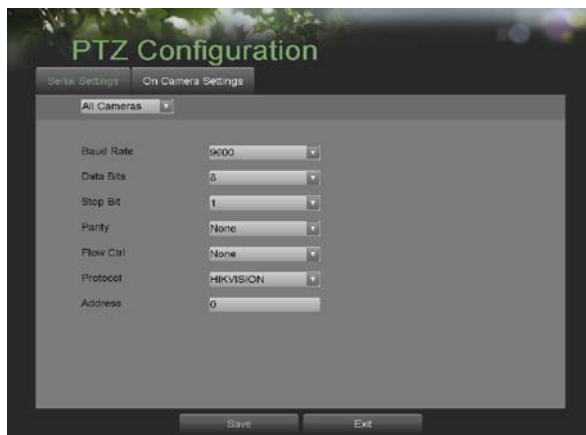 PTZ Configuration
Serial Settings On Camera Settings
All Cameras
Baud Rate 9600
Data Bits 8
Stop Bit 1
Parity None
Flow Ctrl None
Protocol HIKVISION
Address 0
Save Exit